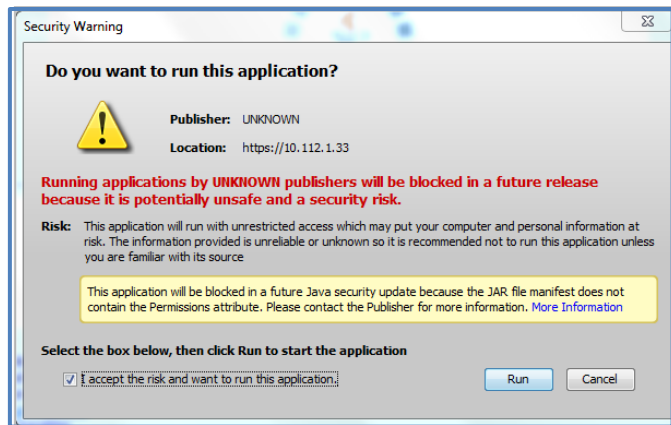 Security Warning
Do you want to run this application?
Publisher: UNKNOWN
Location: https://10.112.1.33
Running applications by UNKNOWN publishers will be blocked in a future release
because it is potentially unsafe and a security risk.
Risk: This application will run with unrestricted access which may put your computer and personal information at
risk. The information provided is unreliable or unknown so it is recommended not to run this application unless
you are familiar with its source
This application will be blocked in a future Java security update because the JAR file manifest does not
contain the Permissions attribute. Please contact the Publisher for more information. More Information
Select the box below, then click Run to start the application
I accept the risk and want to run this application.
Run Cancel